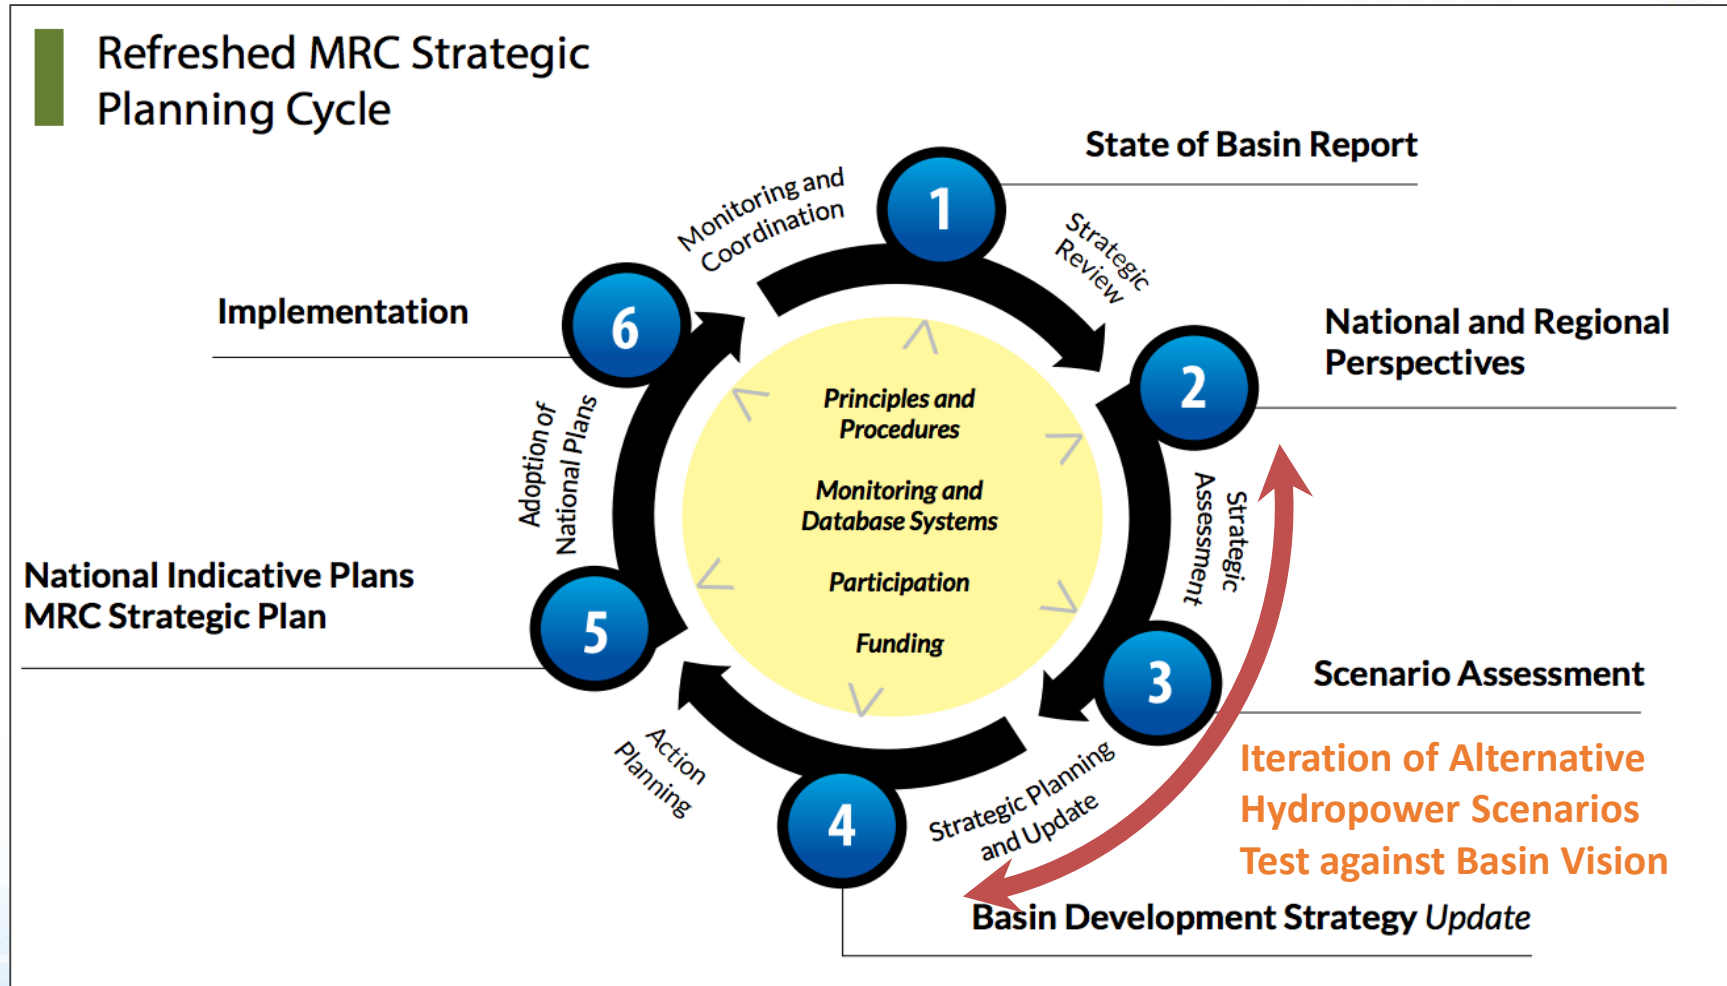 Refreshed MRC Strategic
Planning Cycle
1
State of Basin Report
Strategic
Review
2
National and Regional
Perspectives
Strategic
Assessment
3
Scenario Assessment
Iteration of Alternative
Hydropower Scenarios
Test against Basin Vision
Strategic Planning
and Update
4
Basin Development Strategy Update
Action
Planning
5
National Indicative Plans
MRC Strategic Plan
Adoption of
National Plans
6
Implementation
Monitoring and
Coordination
Principles and
Procedures
Monitoring and
Database Systems
Participation
Funding